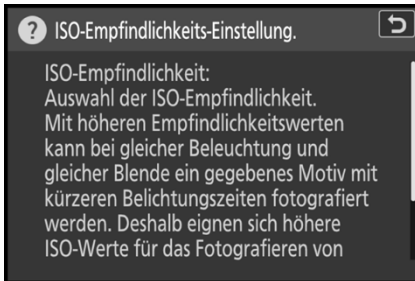 ISO-Empfindlichkeits-Einstellung.
ISO-Empfindlichkeit:
Auswahl der ISO-Empfindlichkeit.
Mit höheren Empfindlichkeitswerten
kann bei gleicher Beleuchtung und
gleicher Blende ein gegebenes Motiv mit
kürzeren Belichtungszeiten fotografiert
werden. Deshalb eignen sich höhere
ISO-Werte für das Fotografieren von